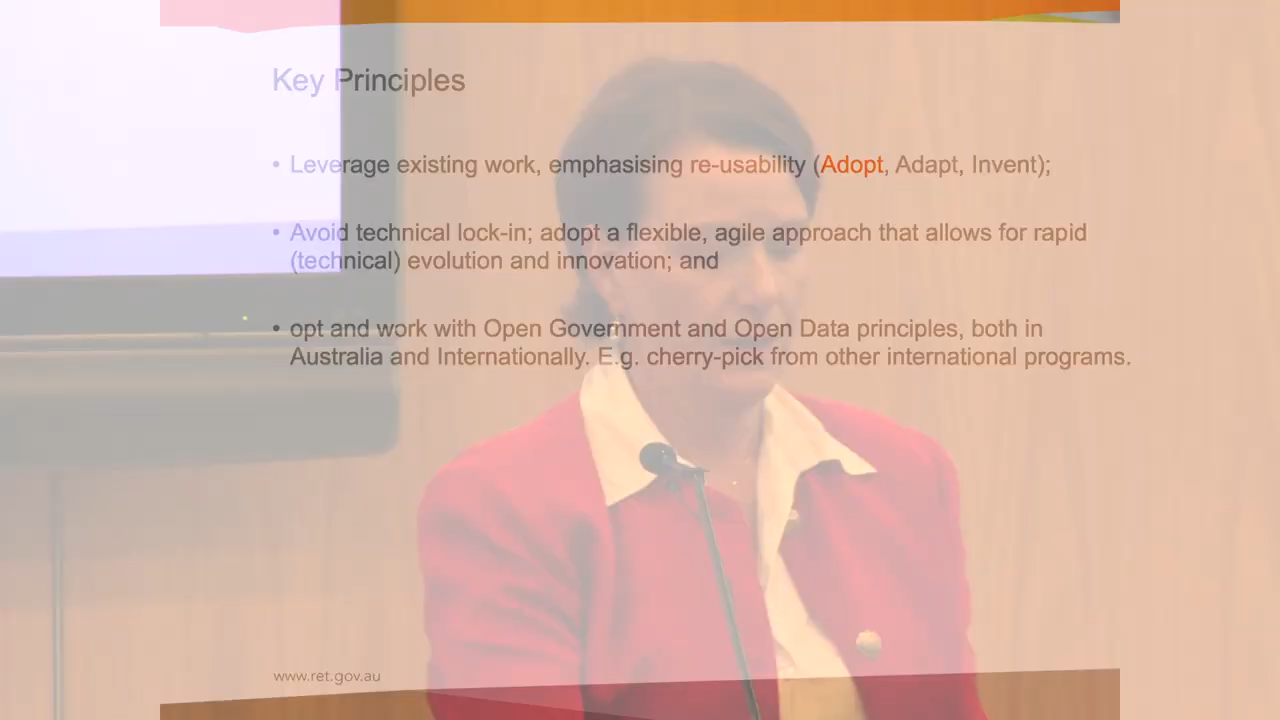 Key Principles
• Leverage existing work, emphasising re-usability (Adopt, Adapt, Invent);
• Avoid technical lock-in; adopt a flexible, agile approach that allows for rapid
(technical) evolution and innovation; and
• opt and work with Open Government and Open Data principles, both in
Australia and Internationally. E.g. cherry-pick from other international programs.
www.ret.gov.au